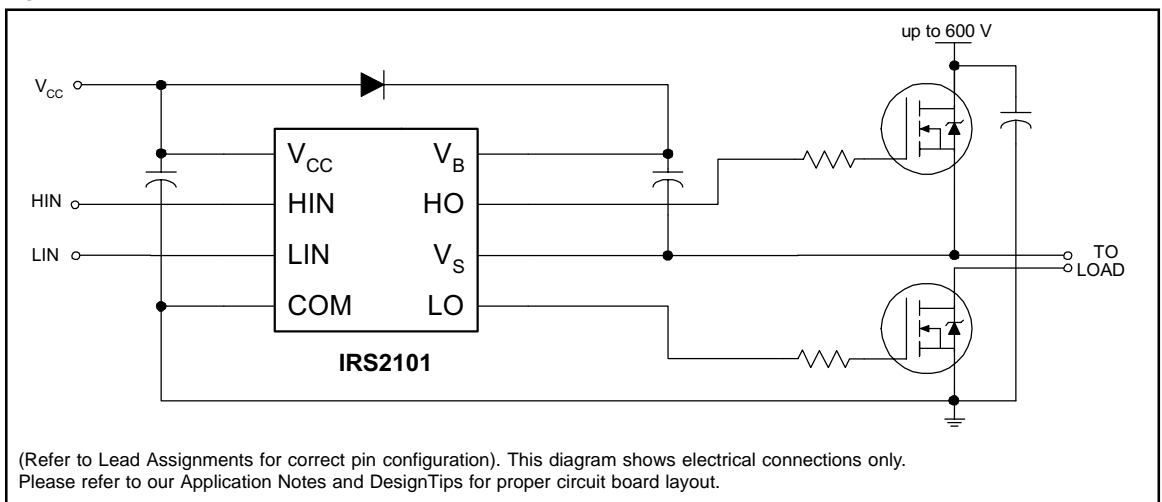 up to 600 V
VCC
VCC
VB
HIN
HIN
HO
LIN
LIN
VS
TO
LOAD
COM
LO
IRS2101
(Refer to Lead Assignments for correct pin configuration). This diagram shows electrical connections only.
Please refer to our Application Notes and DesignTips for proper circuit board layout.